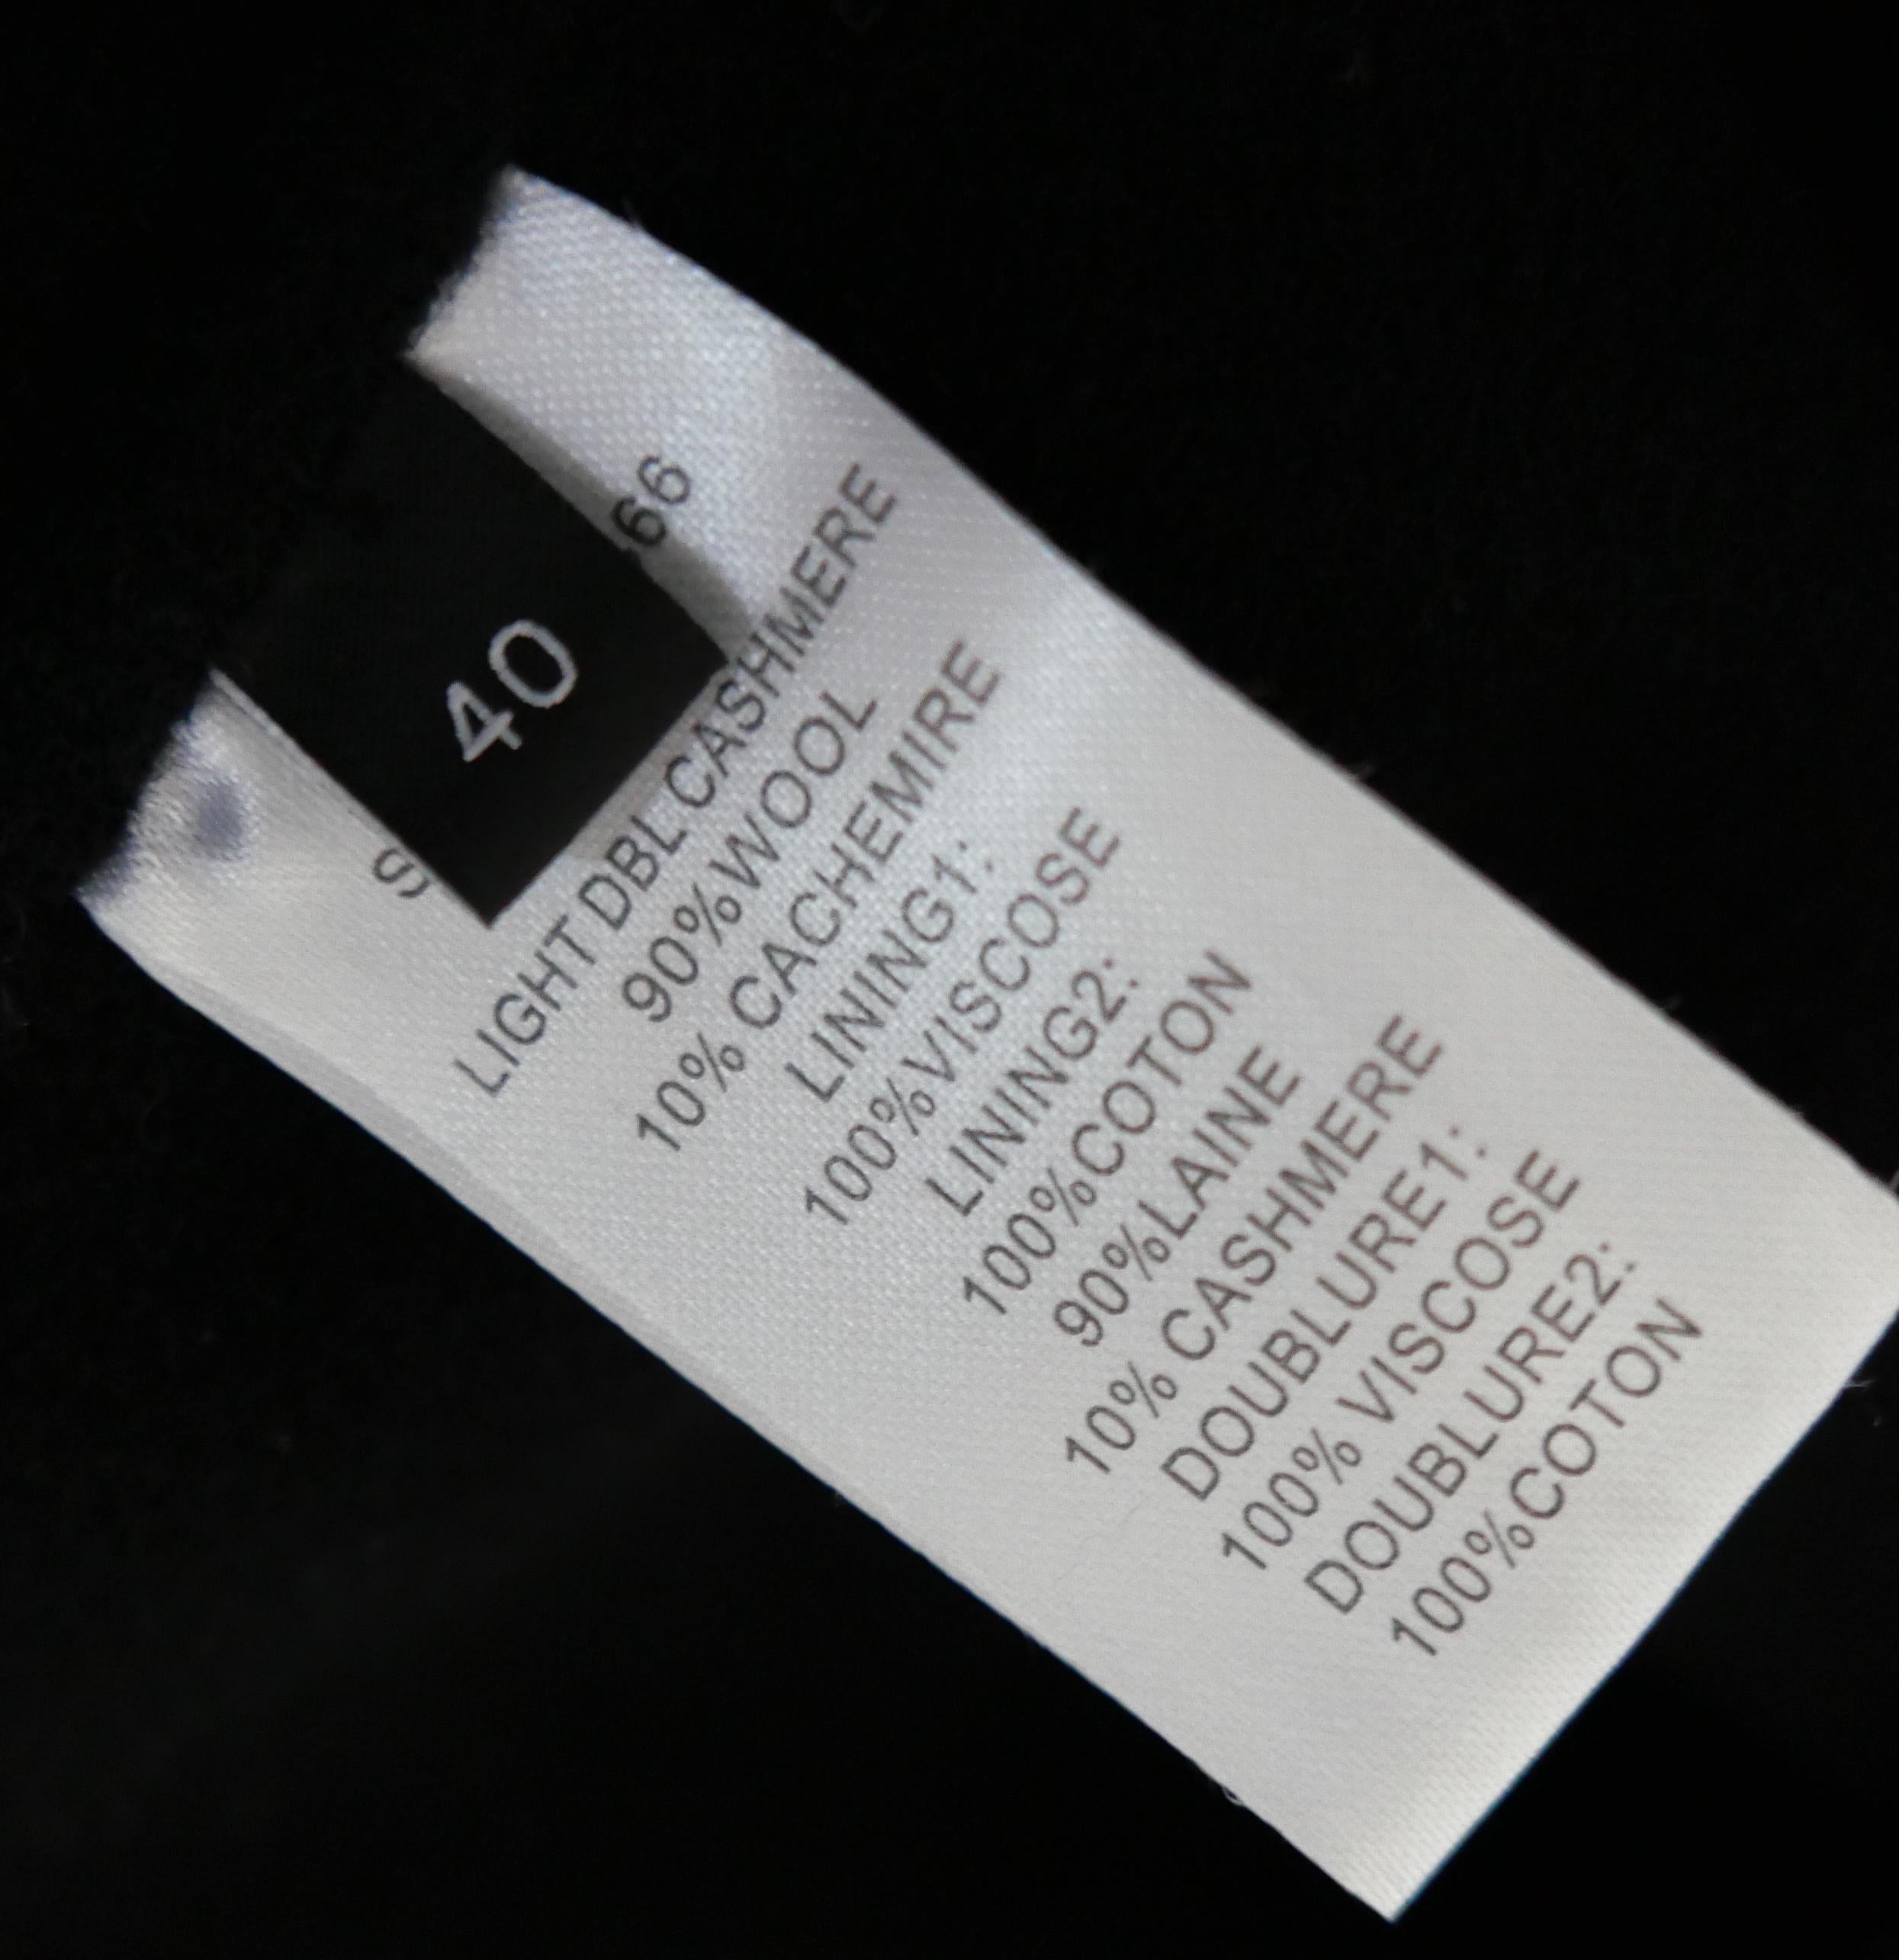 40
LIGHT DBL CASHMERE
90%WOOL
10% CACHEMIRE
LINING1:
100%VISCOSE
LINING2:
100%COTON
90%LAINE
10% CASHMERE
DOUBLURE1:
100% VISCOSE
DOUBLURE2:
100%COTON